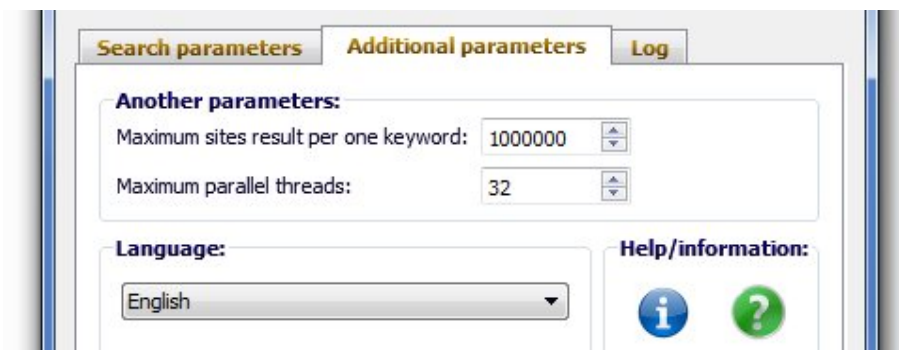 Search parameters Additional parameters Log
Another parameters:
Maximum sites result per one keyword: 1000000
Maximum parallel threads: 32
Language: Help/information:
English